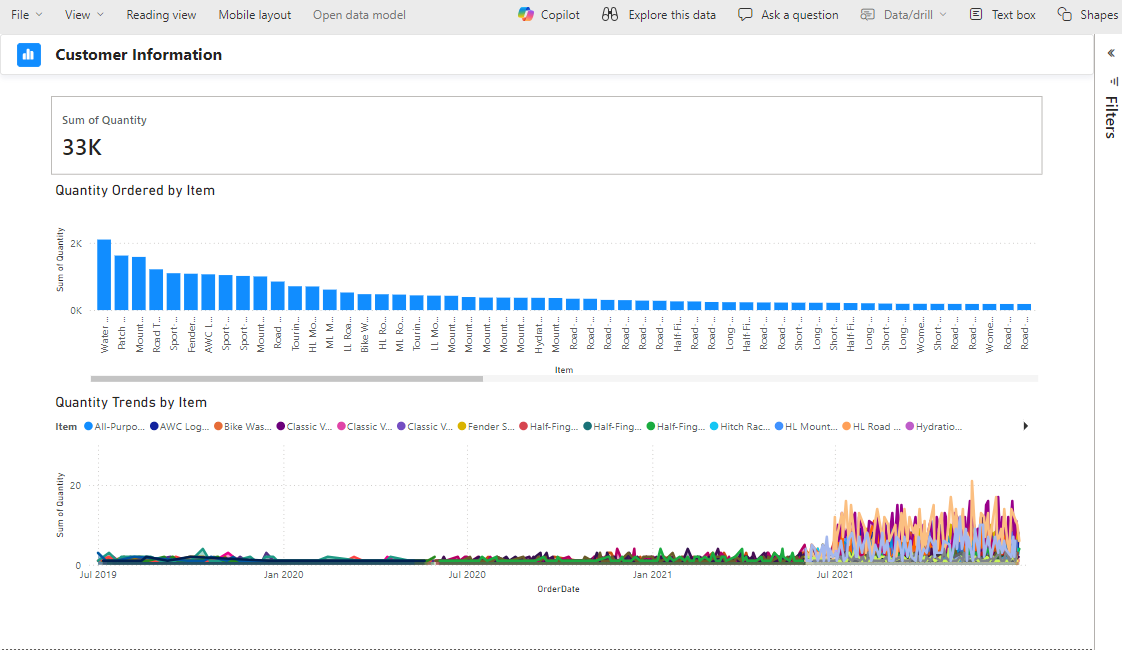 File View Reading view Mobile layout Open data model Copilot Explore this data Ask a question Data/drill Text box Shapes
Customer Information
Filters
Sum of Quantity
33K
Quantity Ordered by Item
Sum of Quantity
2K
0K
Water ... Patch ... Mount... Road T... Sport-... Fender... AWC L... Sport-... Sport-... Mount... Road ... Tourin... HL Mo... ML M... LL Roa... Bike W... HL Ro... ML Ro... Tourin... LL Mo... Mount... Mount... Mount... Mount... Mount... Hydrat... Mount... Road-... Road-... Road-... Road-... Road-... Road-... Half-Fi... Road-... Road-... Long-... Half-Fi... Road-... Road-... Short-... Long-... Short-... Half-Fi... Long-... Short-... Long-... Wome... Short-... Road-... Road-... Wome... Road-... Road-...
Item
Quantity Trends by Item
Item All-Purpo... AWC Log... Bike Was... Classic V... Classic V... Classic V... Fender S... Half-Fing... Half-Fing... Half-Fing... Hitch Rac... HL Mount... HL Road ... Hydratio...
Sum of Quantity
20
0
Jul 2019 Jan 2020 Jul 2020 Jan 2021 Jul 2021
OrderDate